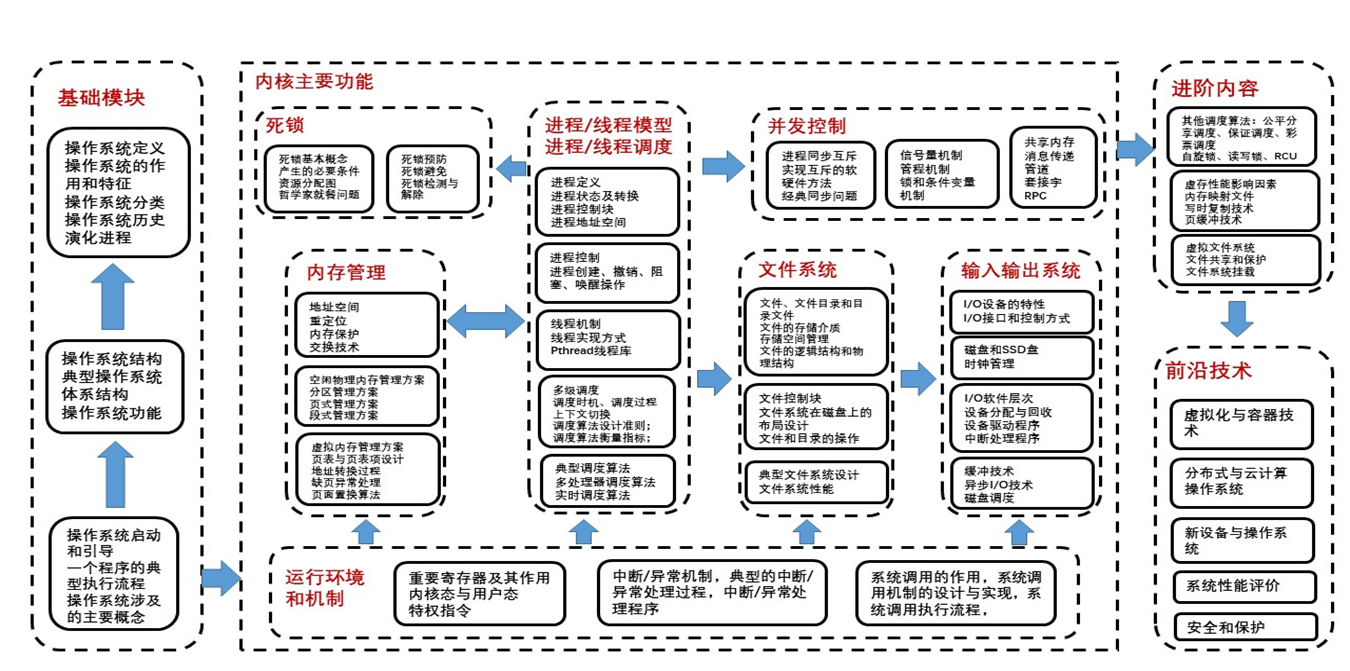 基础模块
操作系统定义
操作系统的作
用和特征
操作系统分类
操作系统历史
演化进程
操作系统结构
典型操作系统
体系结构
操作系统功能
操作系统启动
和引导
一个程序的典
型执行流程
操作系统涉及
的主要概念
内核主要功能
死锁
死锁基本概念
产生的必要条件
资源分配图
哲学家就餐问题
死锁预防
死锁避免
死锁检测与
解除
进程/线程模型
进程/线程调度
进程定义
进程状态及转换
进程控制块
进程地址空间
进程控制
进程创建、撤销、阻
塞、唤醒操作
线程机制
线程实现方式
Pthread线程库
多级调度
调度时机、调度过程
上下文切换
调度算法设计准则；
调度算法衡量指标；
典型调度算法
多处理器调度算法
实时调度算法
并发控制
进程同步互斥
实现互斥的软
硬件方法
经典同步问题
信号量机制
管程机制
锁和条件变量
机制
共享内存
消息传递
管道
套接字
RPC
内存管理
地址空间
重定位
内存保护
交换技术
空闲物理内存管理方案
分区管理方案
页式管理方案
段式管理方案
虚拟内存管理方案
页表与页表项设计
地址转换过程
缺页异常处理
页面置换算法
文件系统
文件、文件目录和目
录文件
文件的存储介质
存储空间管理
文件的逻辑结构和物
理结构
文件控制块
文件系统在磁盘上的
布局设计
文件和目录的操作
典型文件系统设计
文件系统性能
输入输出系统
I/O设备的特性
I/O接口和控制方式
磁盘和SSD盘
时钟管理
I/O软件层次
设备分配与回收
设备驱动程序
中断处理程序
缓冲技术
异步I/O技术
磁盘调度
运行环境
和机制
重要寄存器及其作用
内核态与用户态
特权指令
中断/异常机制，典型的中断/
异常处理过程，中断/异常处
理程序
系统调用的作用，系统调
用机制的设计与实现，系
统调用执行流程，
进阶内容
其他调度算法：公平分
享调度、保证调度、彩
票调度
自旋锁、读写锁、RCU
虚存性能影响因素
内存映射文件
写时复制技术
页缓冲技术
虚拟文件系统
文件共享和保护
文件系统挂载
前沿技术
虚拟化与容器技
术
分布式与云计算
操作系统
新设备与操作系
统
系统性能评价
安全和保护